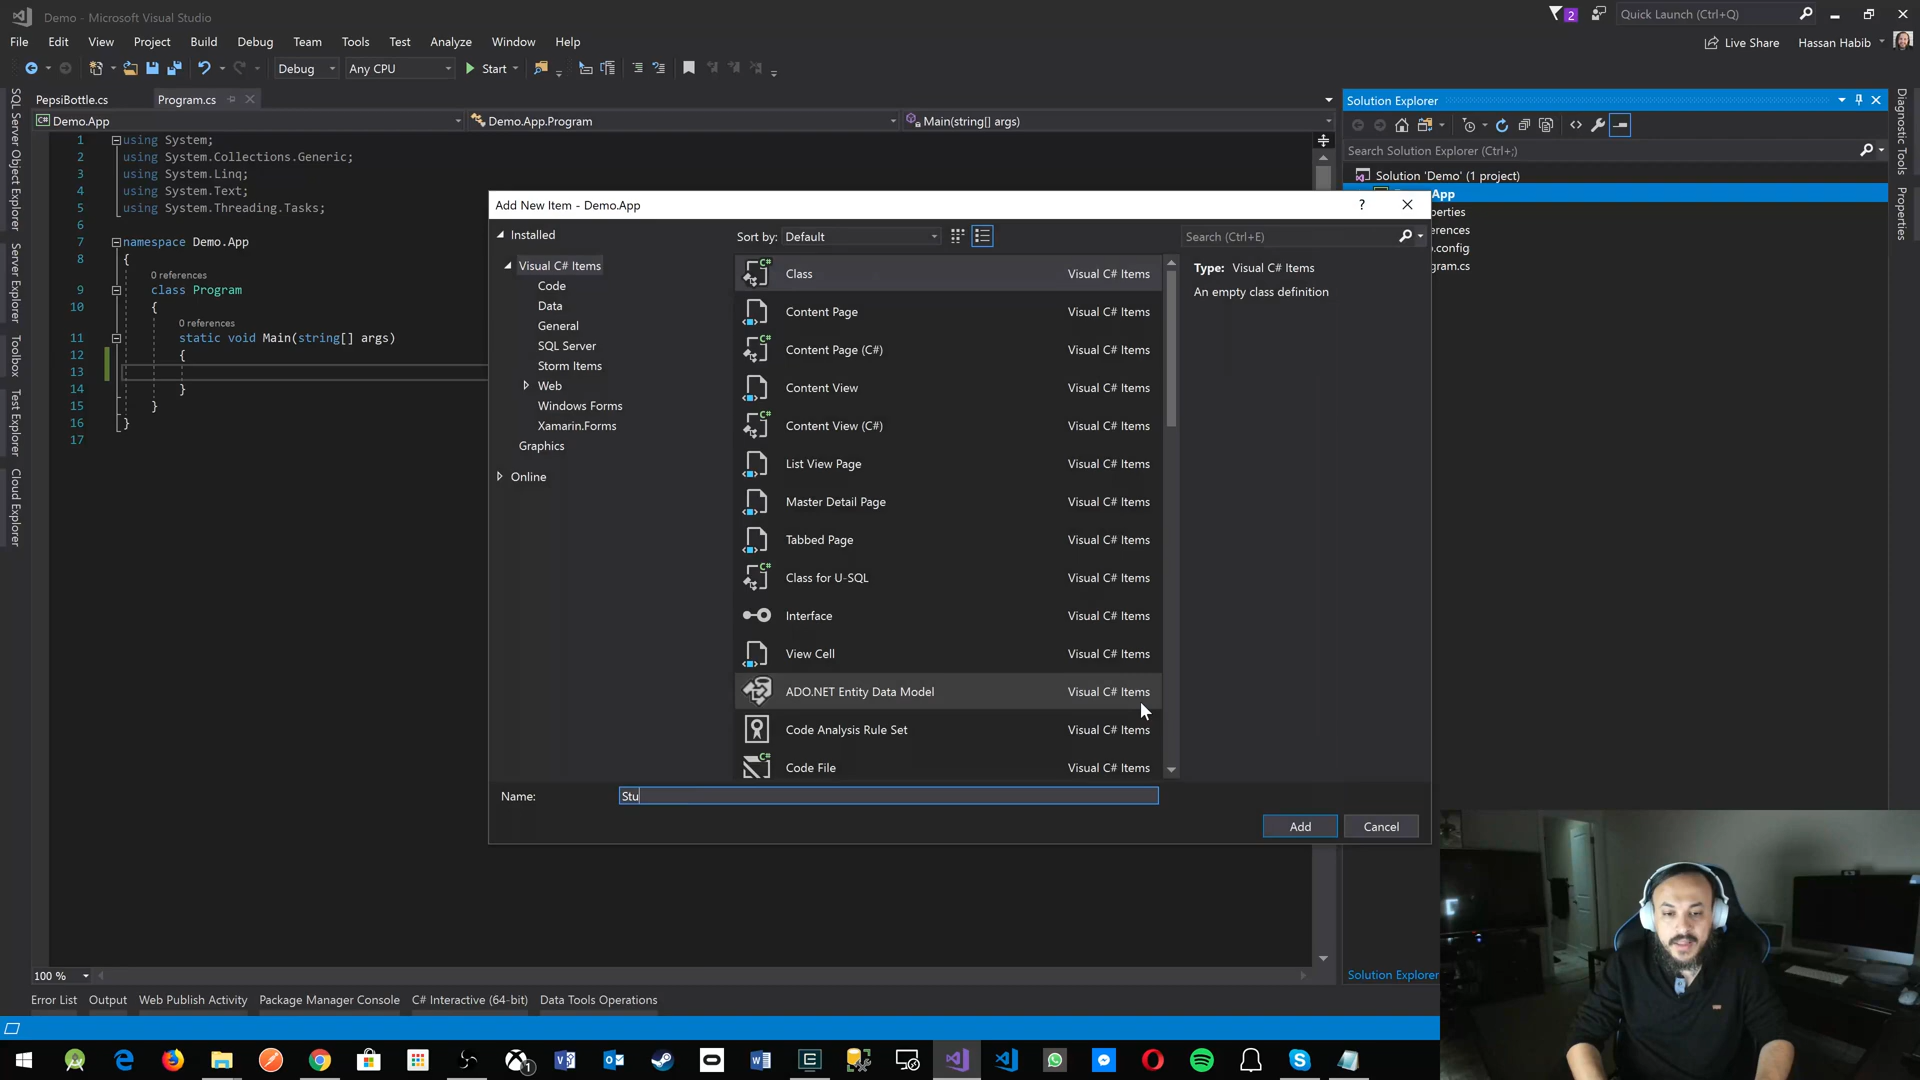 Demo - Microsoft Visual Studio
2
Quick Launch (Ctrl+Q)
File Edit View Project Build Debug Team Tools Test Analyze Window Help
Live Share
Hassan Habib
Debug
Any CPU
Start
PepsiBottle.cs
Program.cs
Demo.App
Demo.App.Program
Main(string[] args)
SQL Server Object Explorer
Server Explorer
Toolbox
Test Explorer
Cloud Explorer
1 using System;
2 using System.Collections.Generic;
3 using System.Linq;
4 using System.Text;
5 using System.Threading.Tasks;
6
7 namespace Demo.App
8 {
0 references
9 class Program
10 {
0 references
11 static void Main(string[] args)
12 {
13
14 }
15 }
16 }
17
Add New Item - Demo.App
?
Installed
Visual C# Items
Code
Data
General
SQL Server
Storm Items
Web
Windows Forms
Xamarin.Forms
Graphics
Online
Sort by: Default
Search (Ctrl+E)
Class Visual C# Items
Content Page Visual C# Items
Content Page (C#) Visual C# Items
Content View Visual C# Items
Content View (C#) Visual C# Items
List View Page Visual C# Items
Master Detail Page Visual C# Items
Tabbed Page Visual C# Items
Class for U-SQL Visual C# Items
Interface Visual C# Items
View Cell Visual C# Items
ADO.NET Entity Data Model Visual C# Items
Code Analysis Rule Set Visual C# Items
Code File Visual C# Items
Type: Visual C# Items
An empty class definition
Name: Stu
Add
Cancel
Solution Explorer
Search Solution Explorer (Ctrl+;)
Solution 'Demo' (1 project)
App
perties
erences
.config
gram.cs
Diagnostic Tools
Properties
Solution Explorer
100 %
Error List Output Web Publish Activity Package Manager Console C# Interactive (64-bit) Data Tools Operations